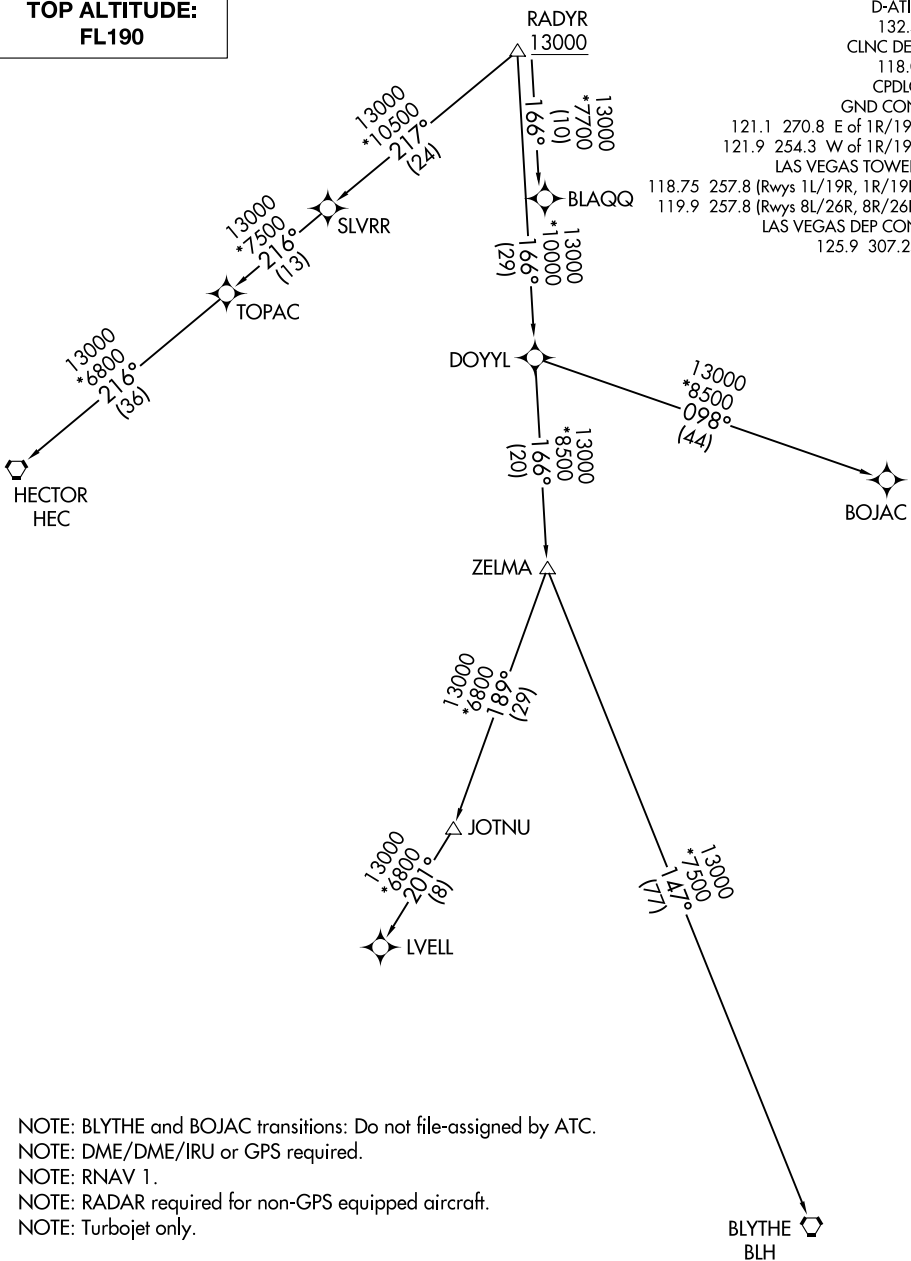 TOP ALTITUDE:
FL190
RADYR
13000
D-ATI
132.
CLNC DE
118.
CPDL
GND CON
121.1 270.8 E of 1R/19
121.9 254.3 W of 1R/19
LAS VEGAS TOWE
118.75 257.8 (Rwys 1L/19R, 1R/19
119.9 257.8 (Rwys 8L/26R, 8R/26
LAS VEGAS DEP CON
125.9 307.2
13000
*10500
217°
(24)
13000
*7700
166°
(10)
BLAQQ
SLVRR
13000
*7500
216°
(13)
TOPAC
13000
*10000
166°
(29)
DOYYL
13000
*6800
216°
(36)
HECTOR
HEC
13000
*8500
098°
(44)
BOJAC
13000
*8500
166°
(20)
ZELMA
13000
*6800
189°
(29)
JOTNU
13000
*6800
201°
(8)
LVELL
13000
*7500
147°
(77)
NOTE: BLYTHE and BOJAC transitions: Do not file-assigned by ATC.
NOTE: DME/DME/IRU or GPS required.
NOTE: RNAV 1.
NOTE: RADAR required for non-GPS equipped aircraft.
NOTE: Turbojet only.
BLYTHE
BLH